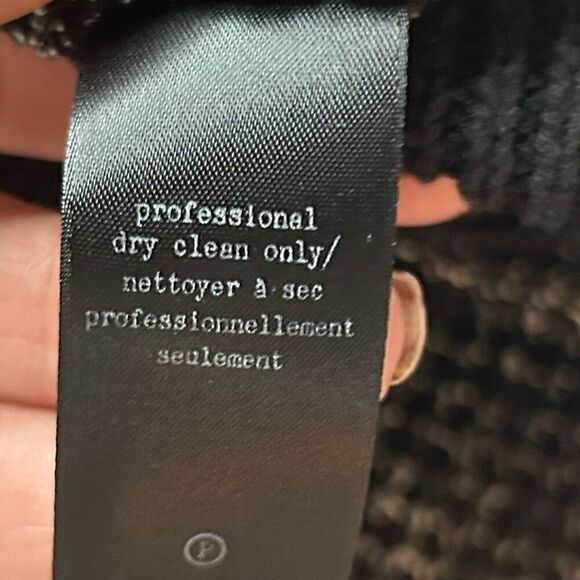 professional
dry clean only/
nettoyer à sec
professionnellement
seulement
P